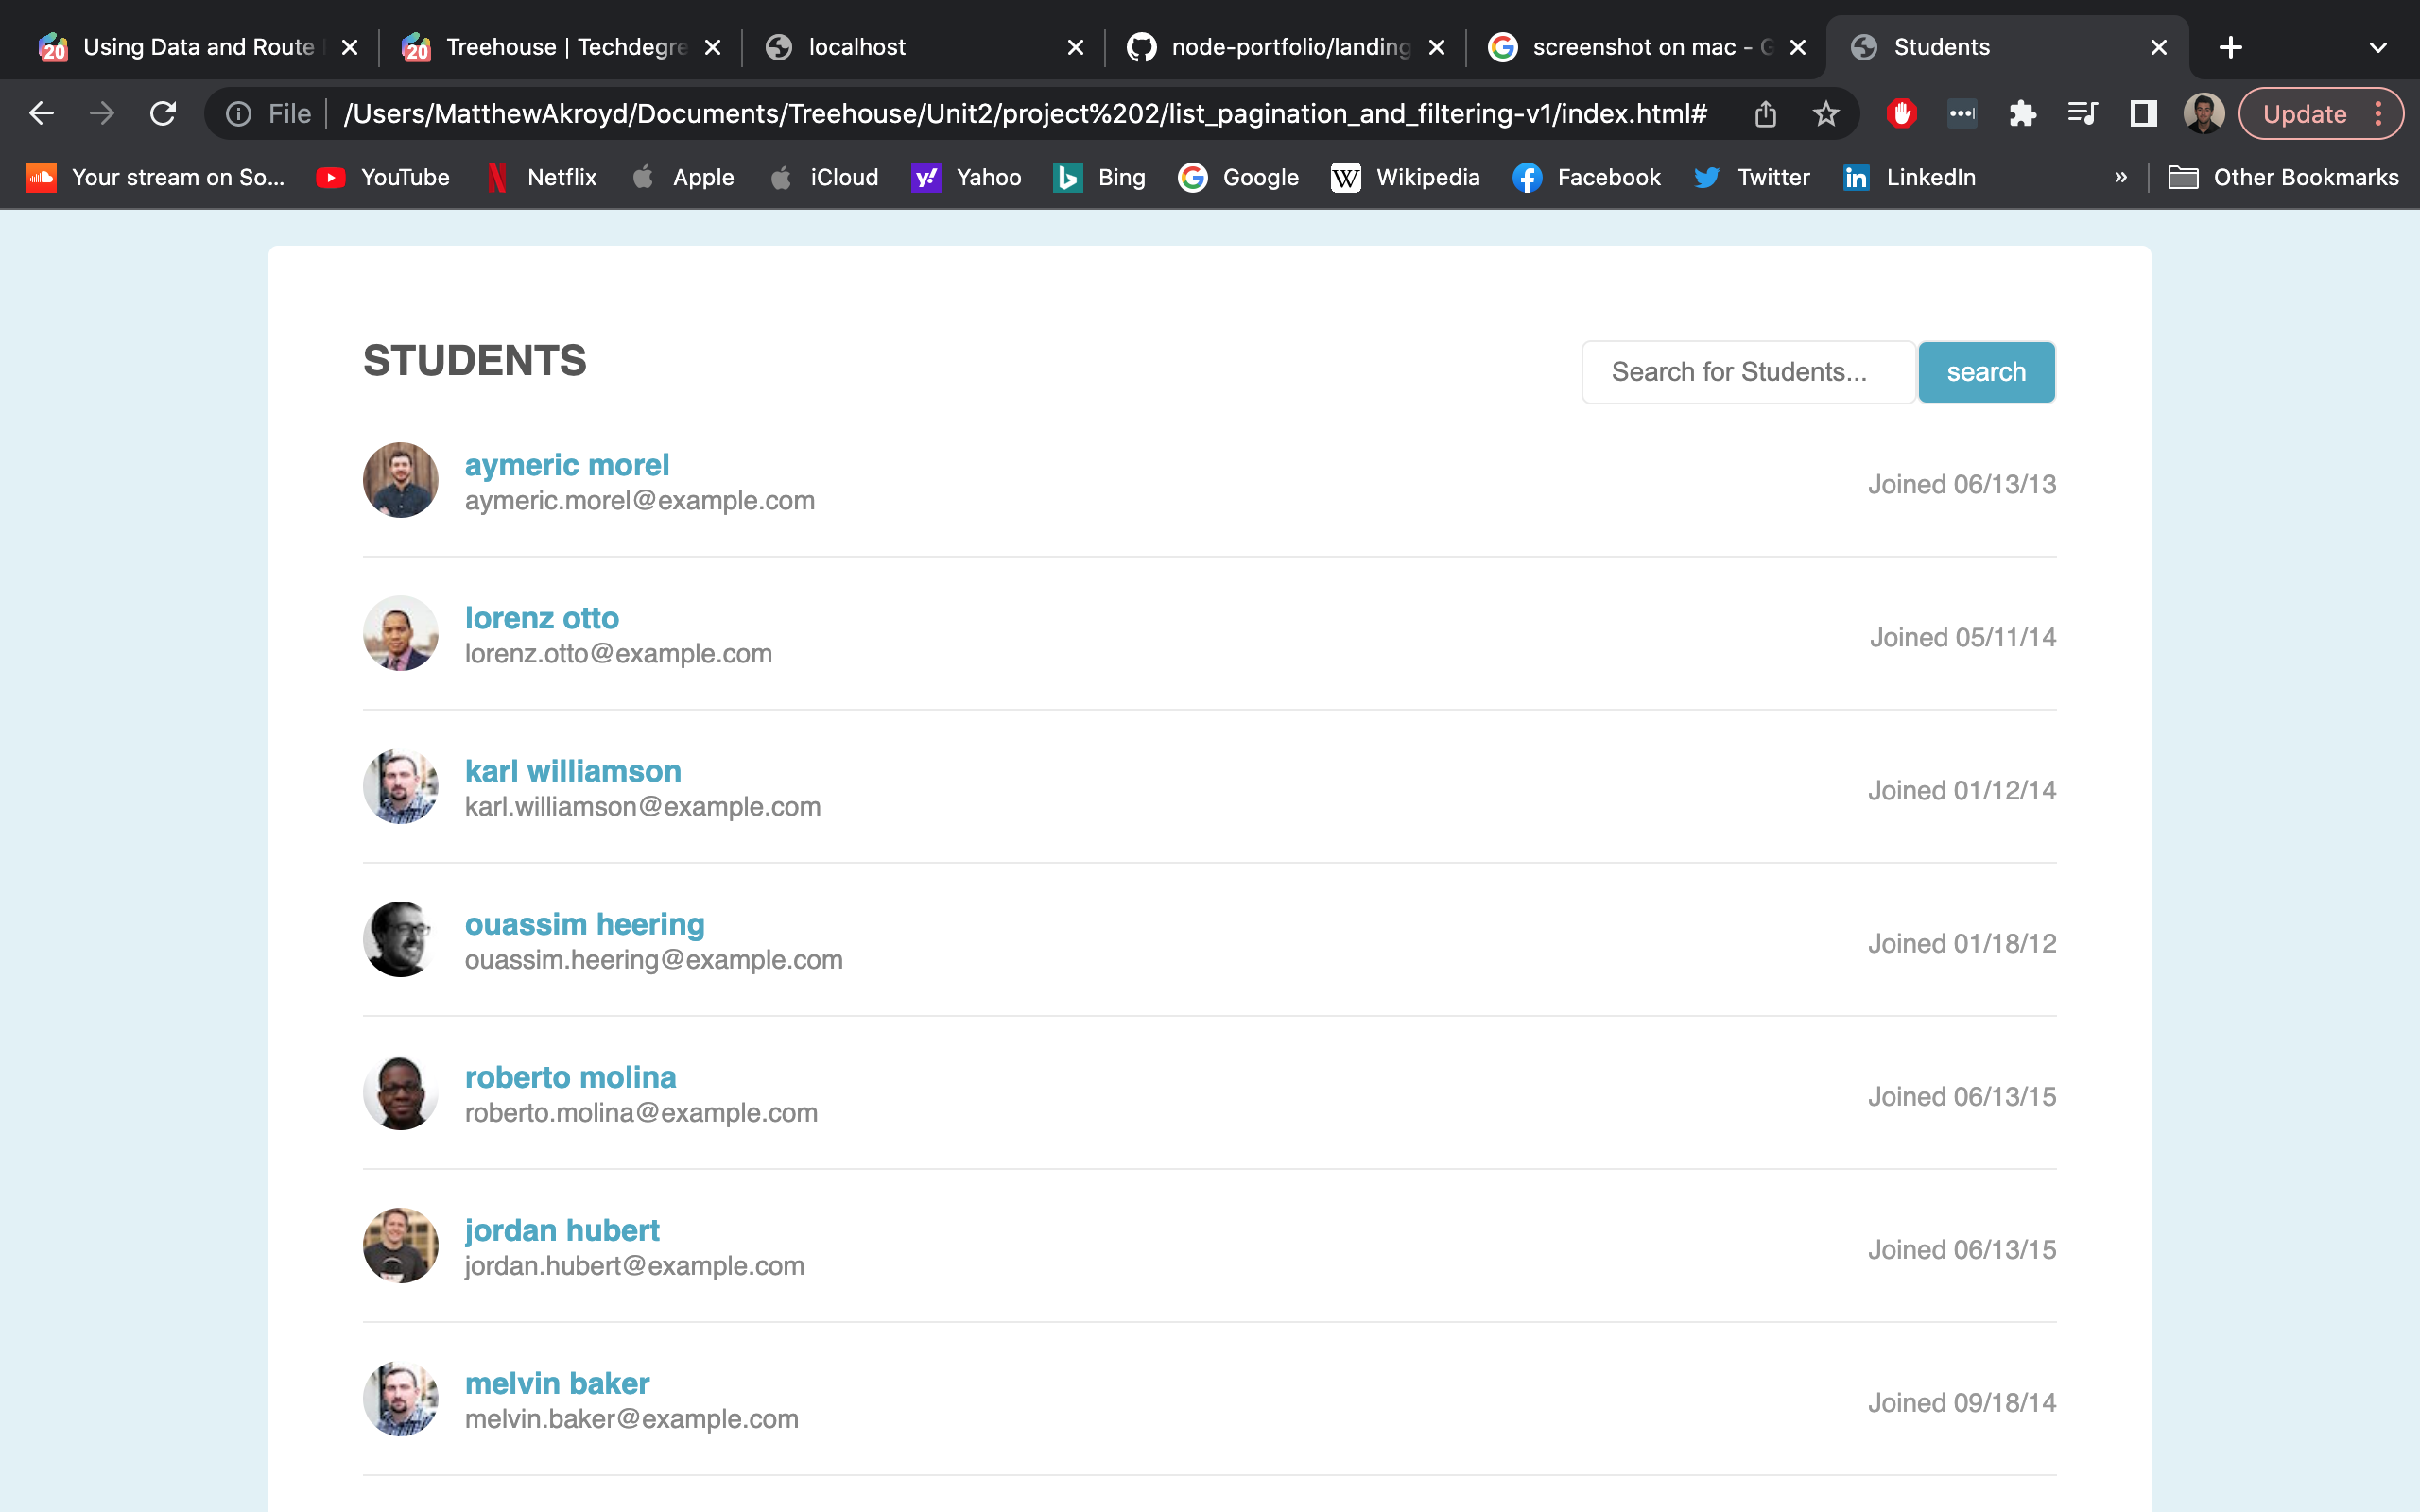 Using Data and Route
Treehouse | Techdegre
localhost
node-portfolio/landing
screenshot on mac - G
Students
File
/Users/MatthewAkroyd/Documents/Treehouse/Unit2/project%202/list_pagination_and_filtering-v1/index.html#
Update
Your stream on So...
YouTube
Netflix
Apple
iCloud
Yahoo
Bing
Google
Wikipedia
Facebook
Twitter
LinkedIn
»
Other Bookmarks
STUDENTS
Search for Students...
search
aymeric morel
aymeric.morel@example.com
Joined 06/13/13
lorenz otto
lorenz.otto@example.com
Joined 05/11/14
karl williamson
karl.williamson@example.com
Joined 01/12/14
ouassim heering
ouassim.heering@example.com
Joined 01/18/12
roberto molina
roberto.molina@example.com
Joined 06/13/15
jordan hubert
jordan.hubert@example.com
Joined 06/13/15
melvin baker
melvin.baker@example.com
Joined 09/18/14